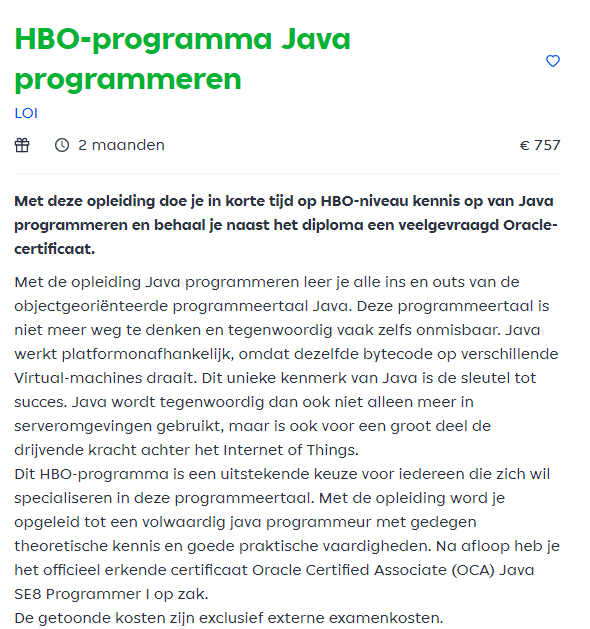 HBO-programma Java
programmeren
LOI
2 maanden
€ 757
Met deze opleiding doe je in korte tijd op HBO-niveau kennis op van Java
programmeren en behaal je naast het diploma een veelgevraagd Oracle-
certificaat.
Met de opleiding Java programmeren leer je alle ins en outs van de
objectgeoriënteerde programmeertaal Java. Deze programmeertaal is
niet meer weg te denken en tegenwoordig vaak zelfs onmisbaar. Java
werkt platformonafhankelijk, omdat dezelfde bytecode op verschillende
Virtual-machines draait. Dit unieke kenmerk van Java is de sleutel tot
succes. Java wordt tegenwoordig dan ook niet alleen meer in
serveromgevingen gebruikt, maar is ook voor een groot deel de
drijvende kracht achter het Internet of Things.
Dit HBO-programma is een uitstekende keuze voor iedereen die zich wil
specialiseren in deze programmeertaal. Met de opleiding word je
opgeleid tot een volwaardig java programmeur met gedegen
theoretische kennis en goede praktische vaardigheden. Na afloop heb je
het officieel erkende certificaat Oracle Certified Associate (OCA) Java
SE8 Programmer I op zak.
De getoonde kosten zijn exclusief externe examenkosten.